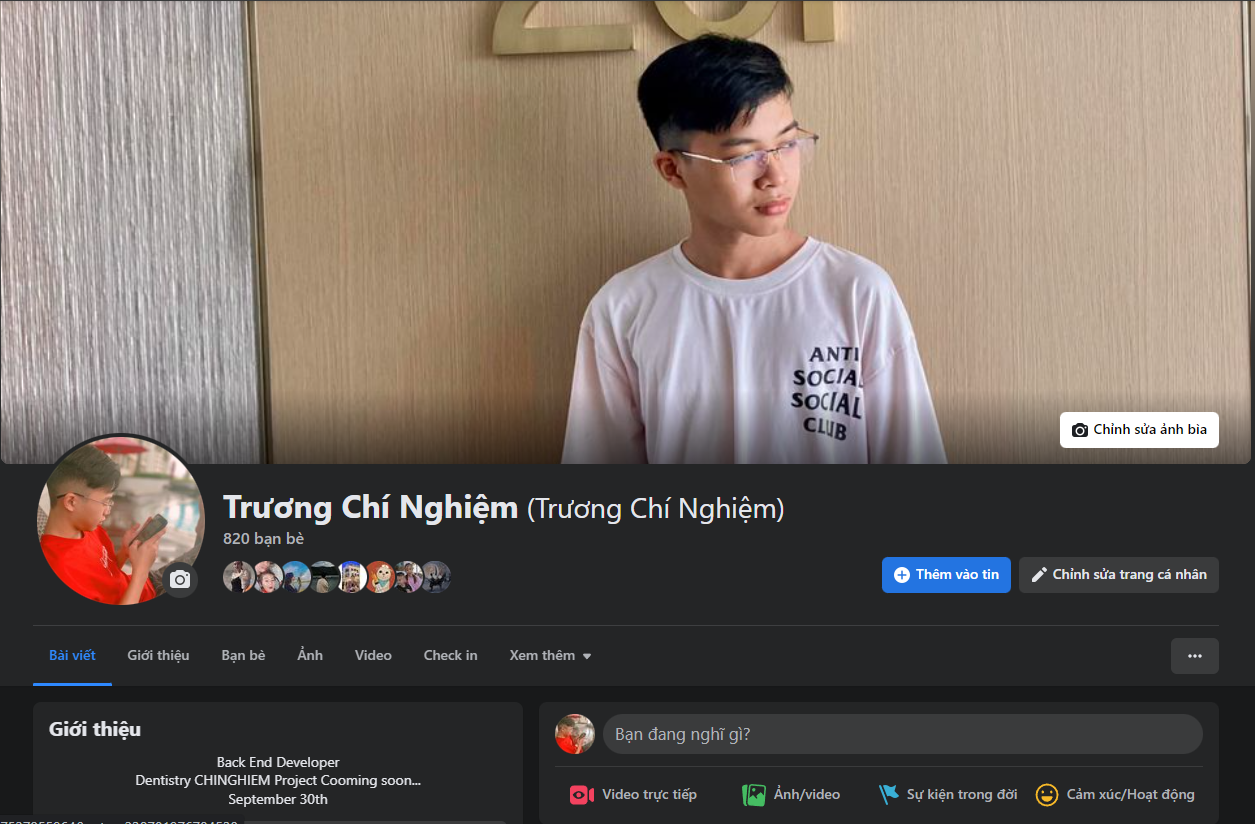 201
ANTI
SOCIAL
SOCIAL
CLUB
Chỉnh sửa ảnh bìa
Trương Chí Nghiệm (Trương Chí Nghiệm)
820 bạn bè
Thêm vào tin
Chỉnh sửa trang cá nhân
Bài viết Giới thiệu Bạn bè Ảnh Video Check in Xem thêm
Giới thiệu
Bạn đang nghĩ gì?
Back End Developer
Dentistry CHINGHIEM Project Cooming soon...
September 30th
Video trực tiếp Ảnh/video Sự kiện trong đời Cảm xúc/Hoạt động